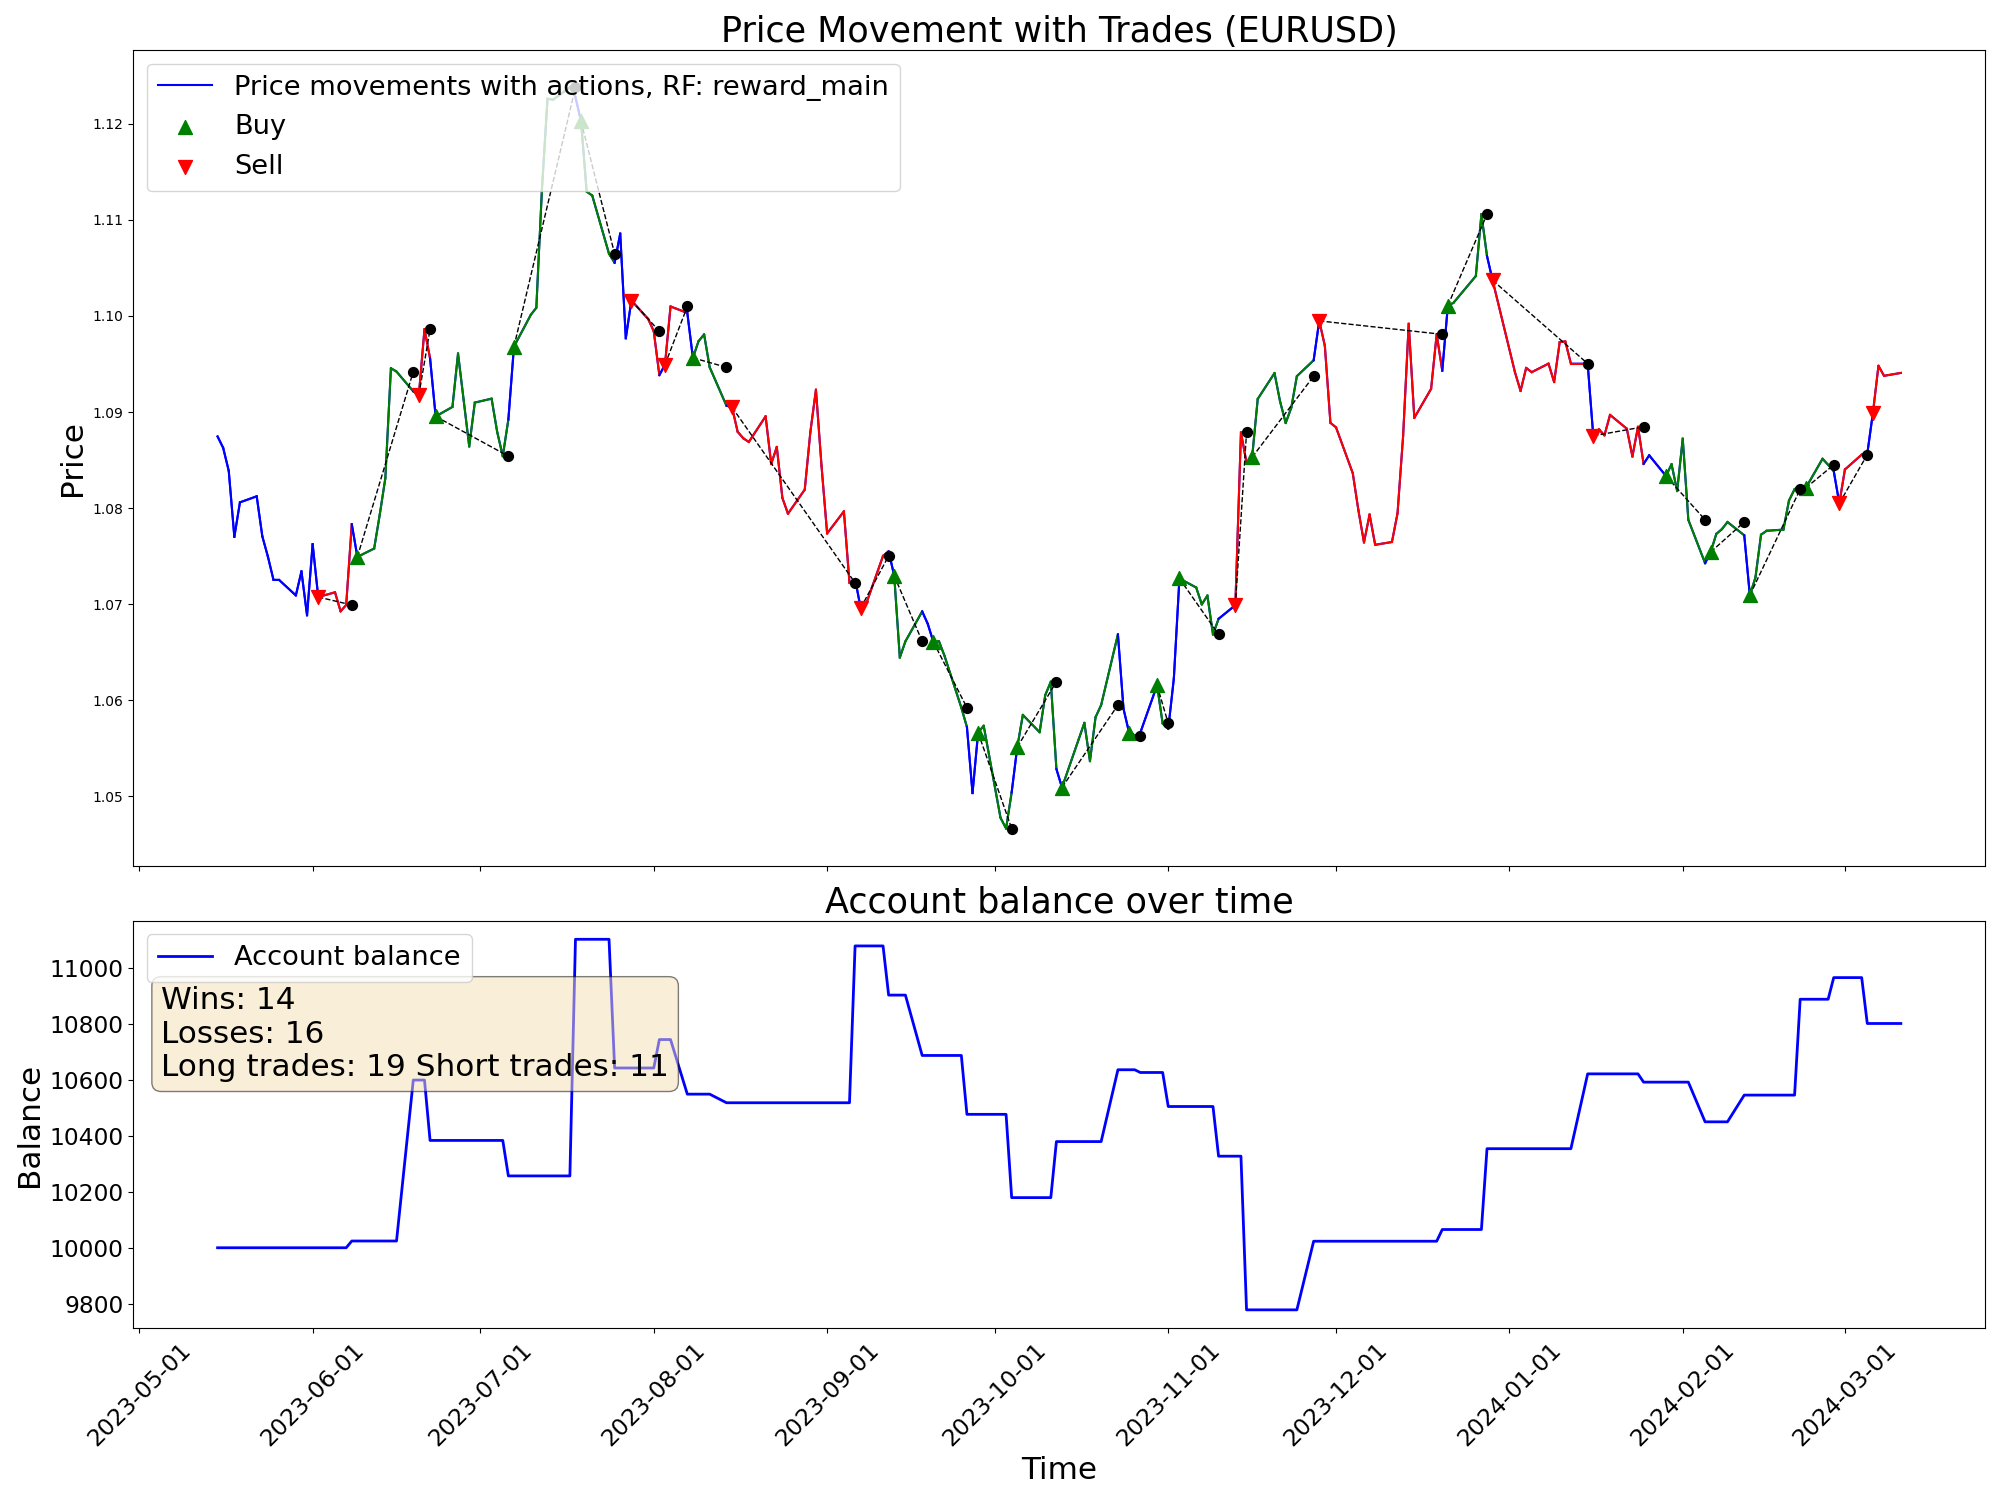 Price Movement with Trades (EURUSD)
Price movements with actions, RF: reward_main
Buy
Sell
Price
1.12
1.11
1.10
1.09
1.08
1.07
1.06
1.05
Account balance over time
Account balance
Wins: 14
Losses: 16
Long trades: 19 Short trades: 11
Balance
11000
10800
10600
10400
10200
10000
9800
2023-05-01
2023-06-01
2023-07-01
2023-08-01
2023-09-01
2023-10-01
2023-11-01
2023-12-01
2024-01-01
2024-02-01
2024-03-01
Time